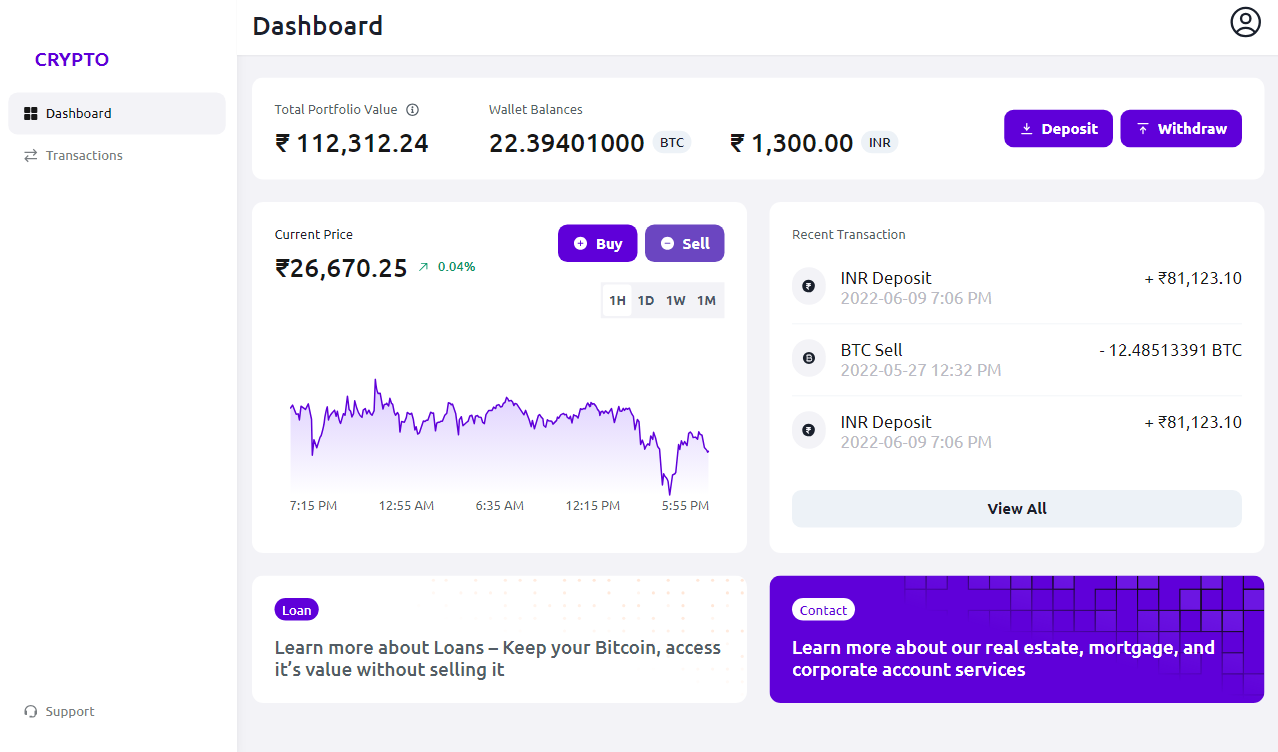 CRYPTO
Dashboard
Transactions
Support
Dashboard
Total Portfolio Value
₹ 112,312.24
Wallet Balances
22.39401000 BTC
₹ 1,300.00 INR
Deposit
Withdraw
Current Price
₹26,670.25 0.04%
Buy
Sell
1H 1D 1W 1M
7:15 PM 12:55 AM 6:35 AM 12:15 PM 5:55 PM
Recent Transaction
INR Deposit + ₹81,123.10
2022-06-09 7:06 PM
BTC Sell - 12.48513391 BTC
2022-05-27 12:32 PM
INR Deposit + ₹81,123.10
2022-06-09 7:06 PM
View All
Loan
Learn more about Loans – Keep your Bitcoin, access
it’s value without selling it
Contact
Learn more about our real estate, mortgage, and
corporate account services